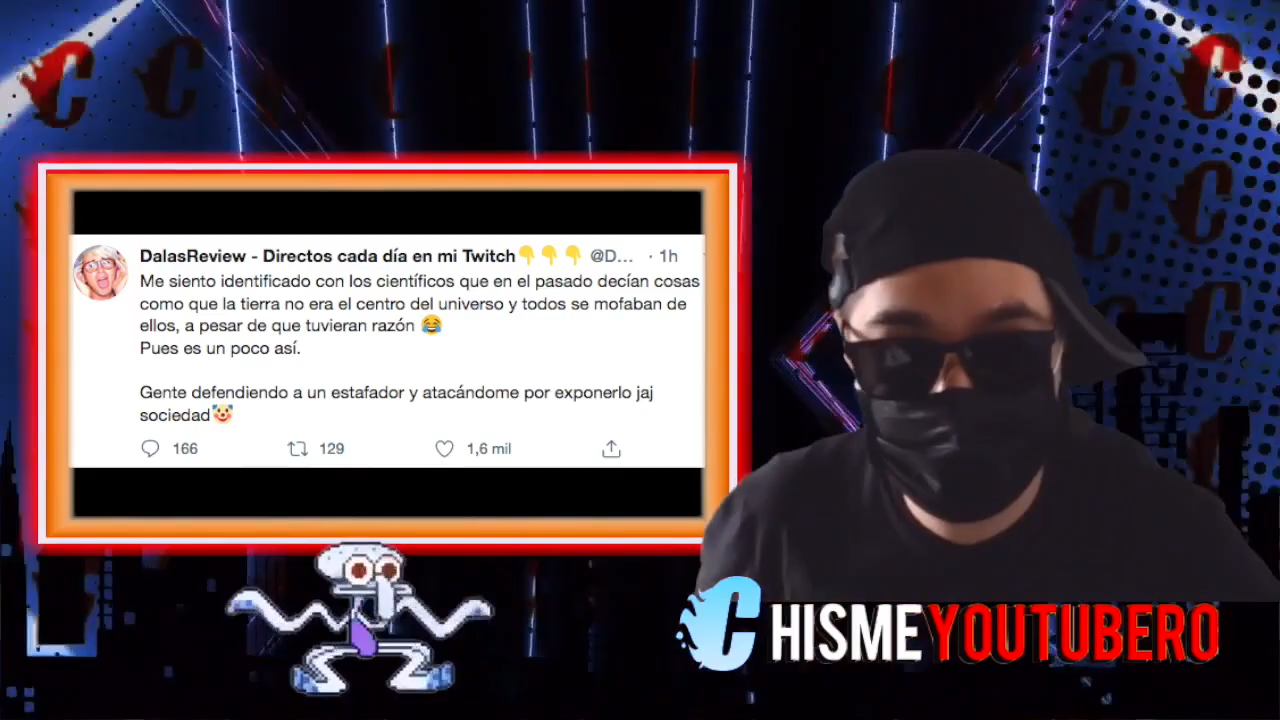 DalasReview - Directos cada día en mi Twitch👇👇👇 @D... · 1h
Me siento identificado con los científicos que en el pasado decían cosas
como que la tierra no era el centro del universo y todos se mofaban de
ellos, a pesar de que tuvieran razón 😂
Pues es un poco así.
Gente defendiendo a un estafador y atacándome por exponerlo jaj
sociedad🤡
166 129 1,6 mil
CHISMEYOUTUBERO